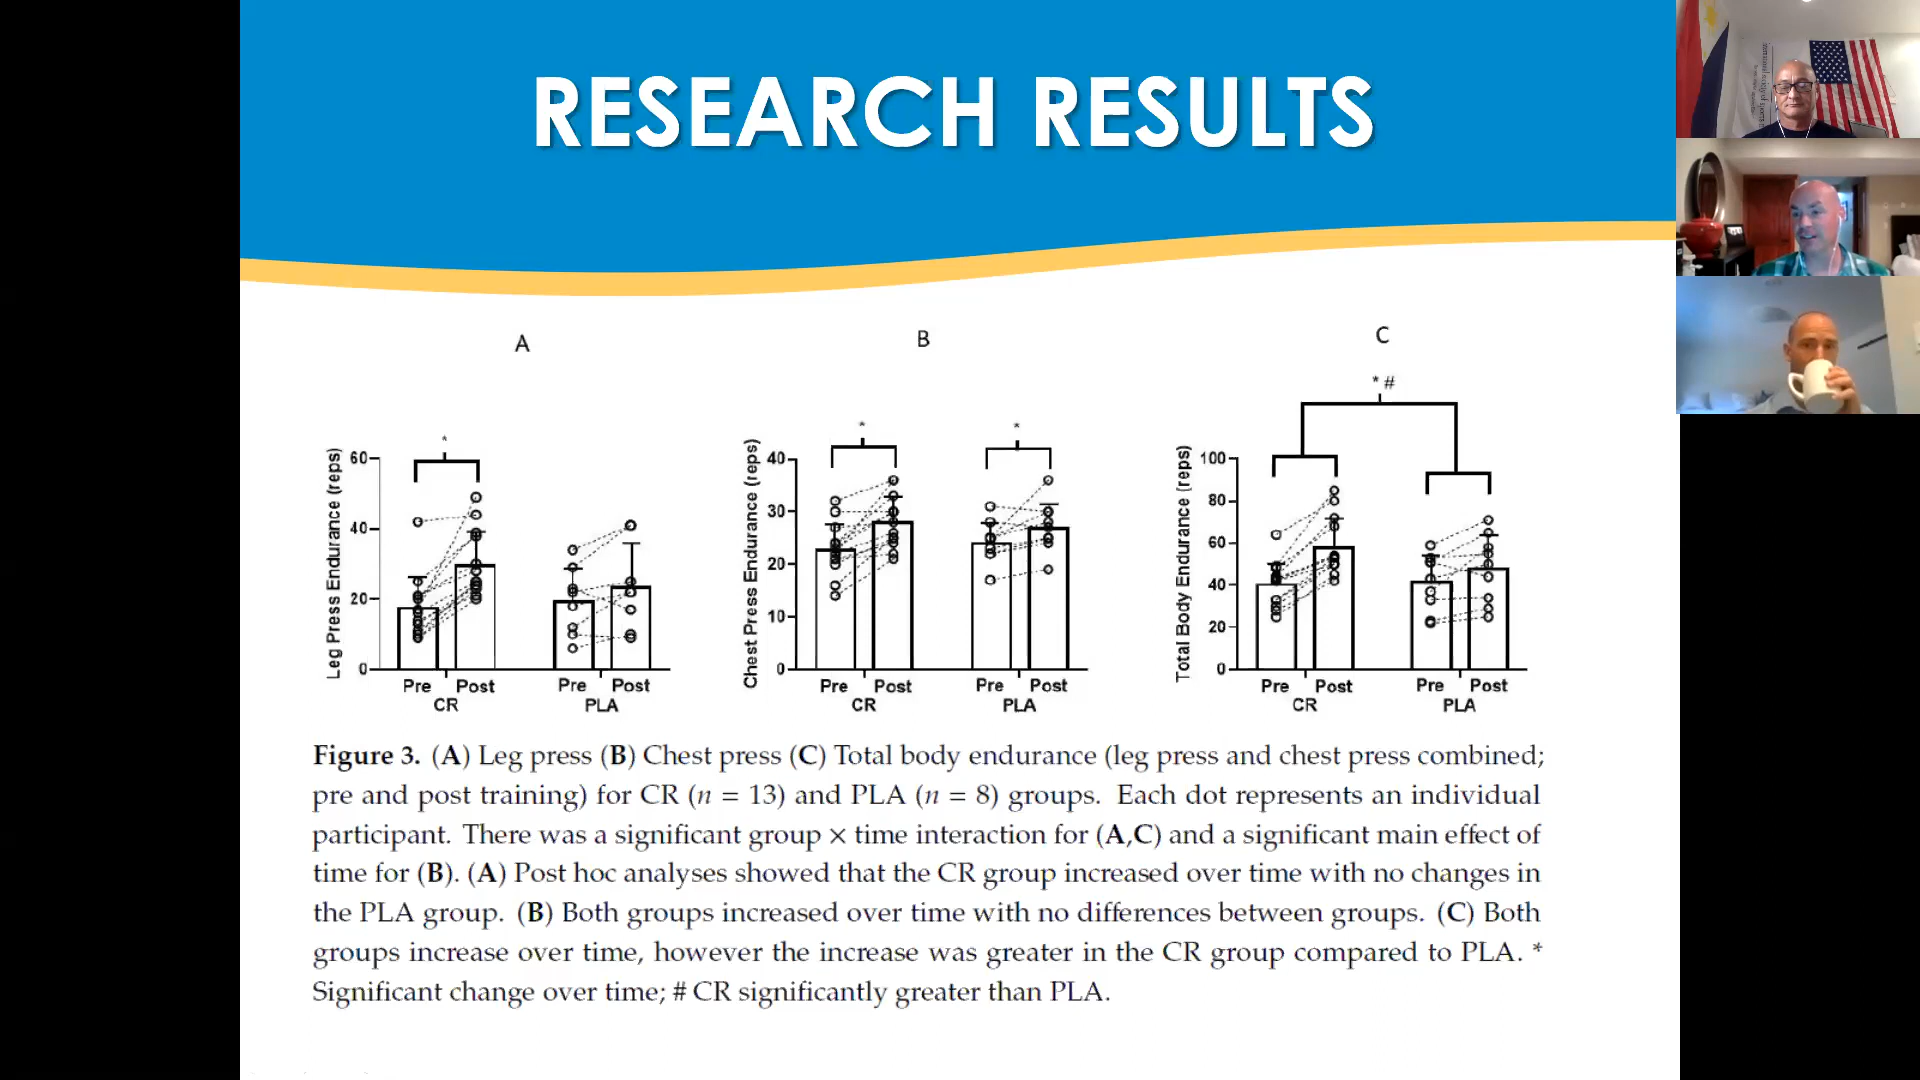 RESEARCH RESULTS
A
B
C
* #
*
*
*
Leg Press Endurance (reps)
60
40
20
0
Pre Post Pre Post
CR PLA
Chest Press Endurance (reps)
40
30
20
10
0
Pre Post Pre Post
CR PLA
Total Body Endurance (reps)
100
80
60
40
20
0
Pre Post Pre Post
CR PLA
Figure 3. (A) Leg press (B) Chest press (C) Total body endurance (leg press and chest press combined;
pre and post training) for CR (n = 13) and PLA (n = 8) groups. Each dot represents an individual
participant. There was a significant group × time interaction for (A,C) and a significant main effect of
time for (B). (A) Post hoc analyses showed that the CR group increased over time with no changes in
the PLA group. (B) Both groups increased over time with no differences between groups. (C) Both
groups increase over time, however the increase was greater in the CR group compared to PLA. *
Significant change over time; # CR significantly greater than PLA.